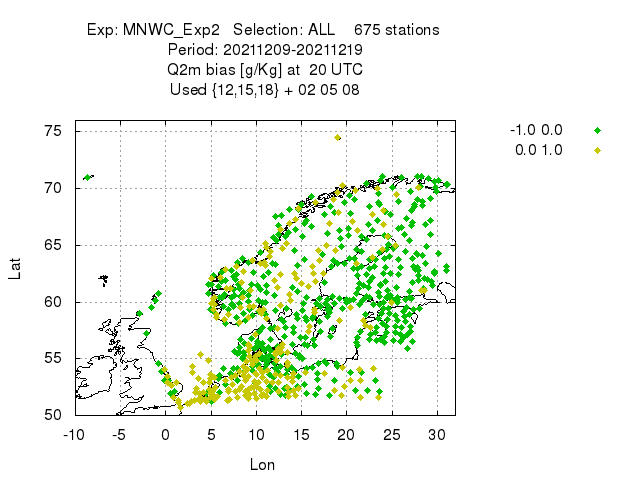 Exp: MNWC_Exp2   Selection: ALL    675 stations
Period: 20211209-20211219
Q2m bias [g/Kg] at  20 UTC
Used {12,15,18} + 02 05 08
-1.0 0.0
0.0 1.0
75
70
65
60
55
50
Lat
-10 -5 0 5 10 15 20 25 30
Lon